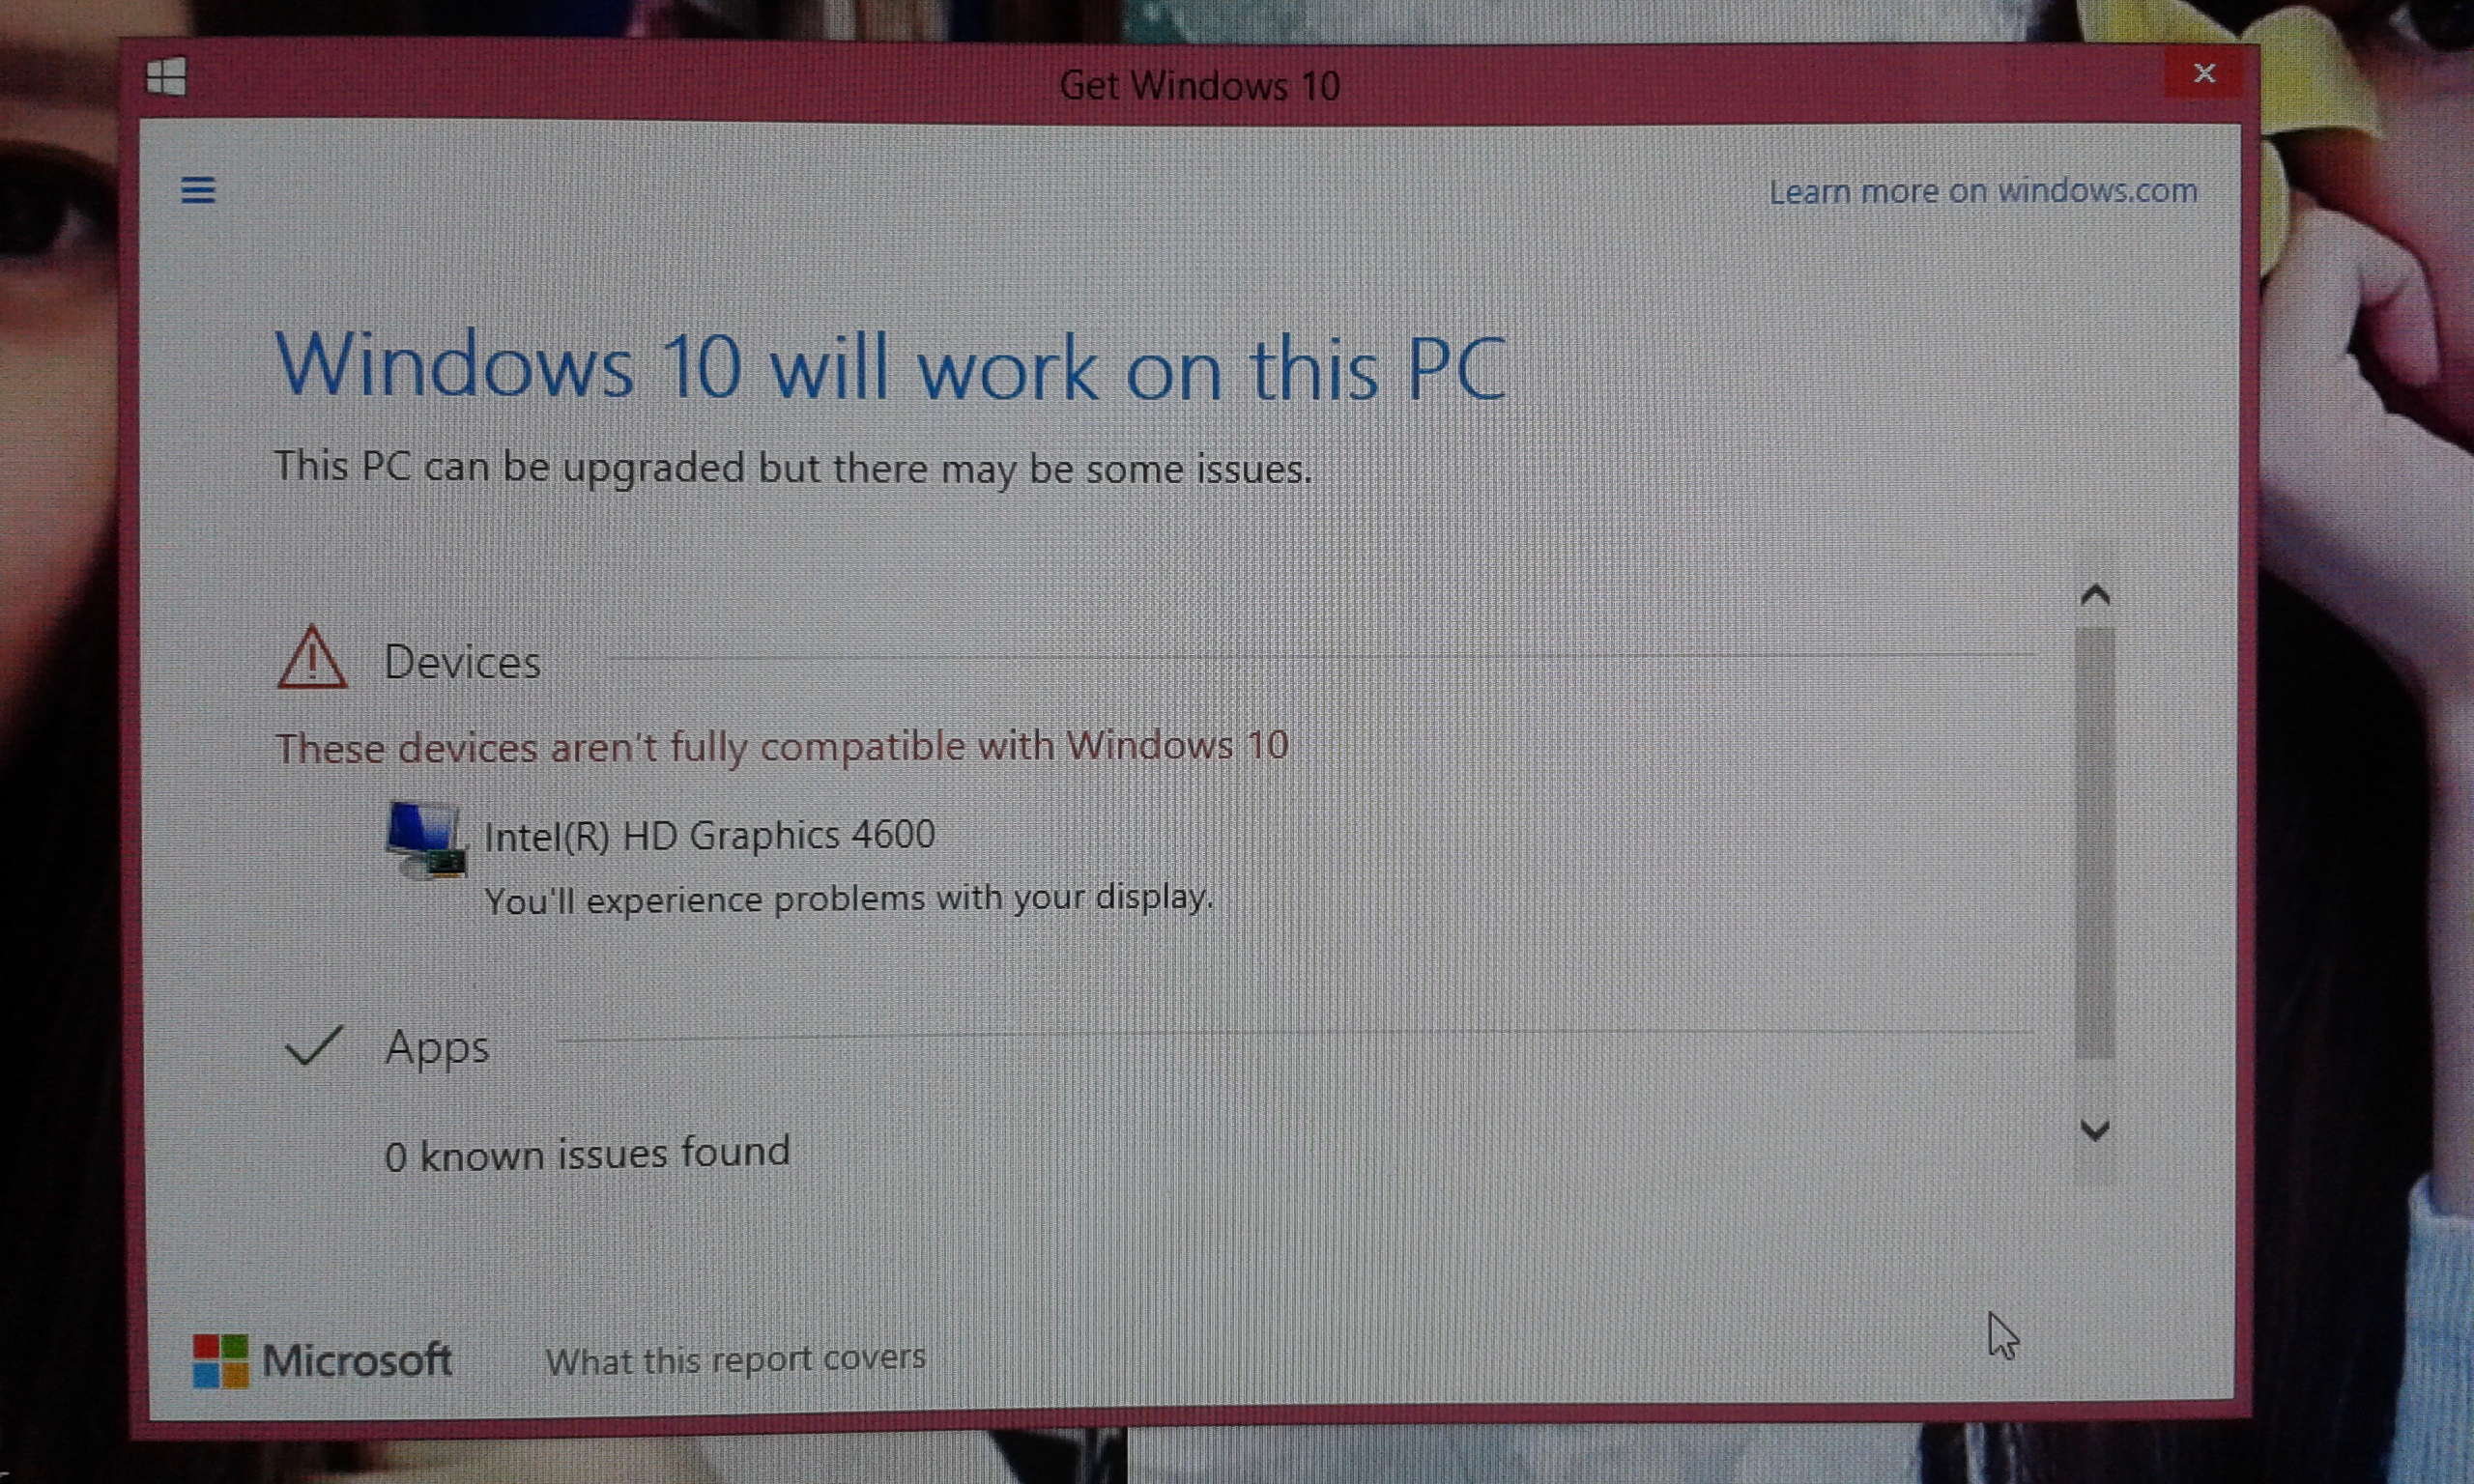 Get Windows 10
Learn more on windows.com
Windows 10 will work on this PC
This PC can be upgraded but there may be some issues.
Devices
These devices aren't fully compatible with Windows 10
Intel(R) HD Graphics 4600
You'll experience problems with your display.
Apps
0 known issues found
Microsoft
What this report covers